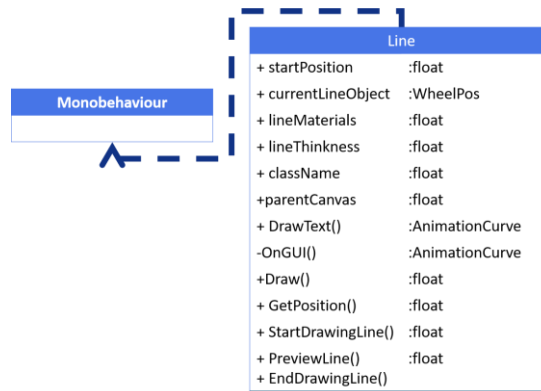 Line
+ startPosition :float
+ currentLineObject :WheelPos
+ lineMaterials :float
+ lineThinkness :float
+ className :float
+parentCanvas :float
+ DrawText() :AnimationCurve
-OnGUI() :AnimationCurve
+Draw() :float
+ GetPosition() :float
+ StartDrawingLine() :float
+ PreviewLine() :float
+ EndDrawingLine()
Monobehaviour